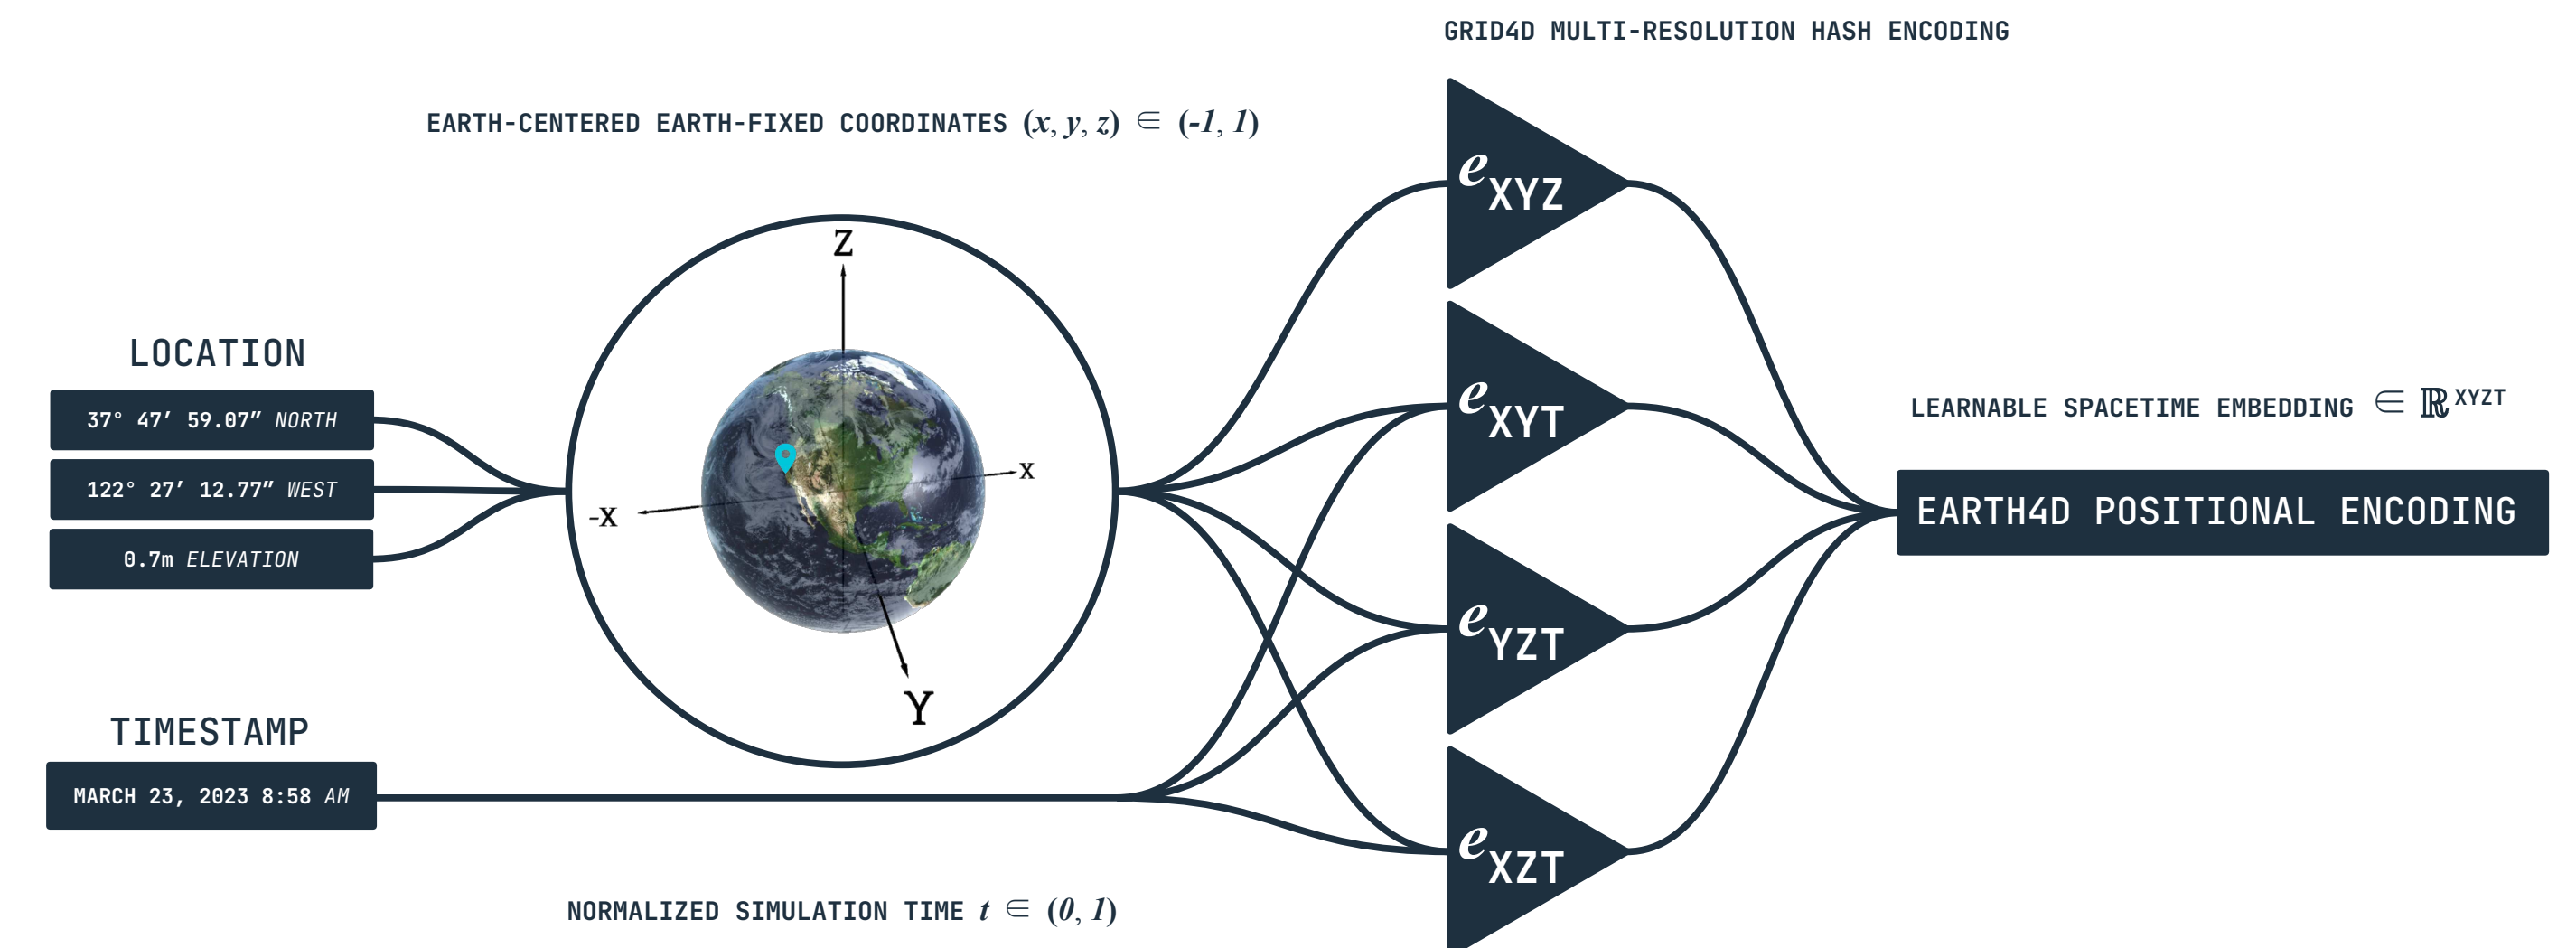 GRID4D MULTI-RESOLUTION HASH ENCODING
EARTH-CENTERED EARTH-FIXED COORDINATES (x, y, z) ∈ (-1, 1)
LOCATION
37° 47′ 59.07″ NORTH
122° 27′ 12.77″ WEST
0.7m ELEVATION
TIMESTAMP
MARCH 23, 2023 8:58 AM
Z
X
-X
Y
NORMALIZED SIMULATION TIME t ∈ (0, 1)
e XYZ
e XYT
e YZT
e XZT
LEARNABLE SPACETIME EMBEDDING ∈ ℝ XYZT
EARTH4D POSITIONAL ENCODING